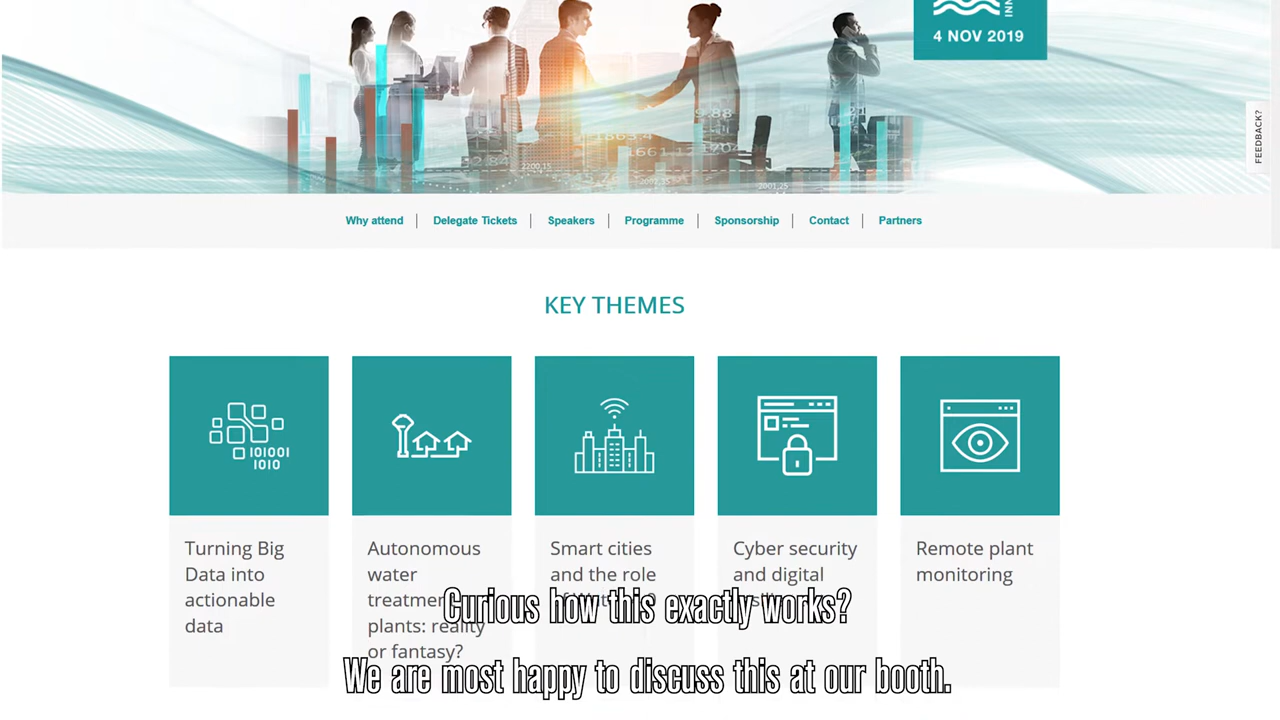 INN
4 NOV 2019
FEEDBACK?
Why attend
Delegate Tickets
Speakers
Programme
Sponsorship
Contact
Partners
KEY THEMES
101001
1010
Turning Big
Data into
actionable
data
Autonomous
water
treatment
plants: reality
or fantasy?
Smart cities
and the role
Cyber security
and digital
Remote plant
monitoring
Curious how this exactly works?
We are most happy to discuss this at our booth.